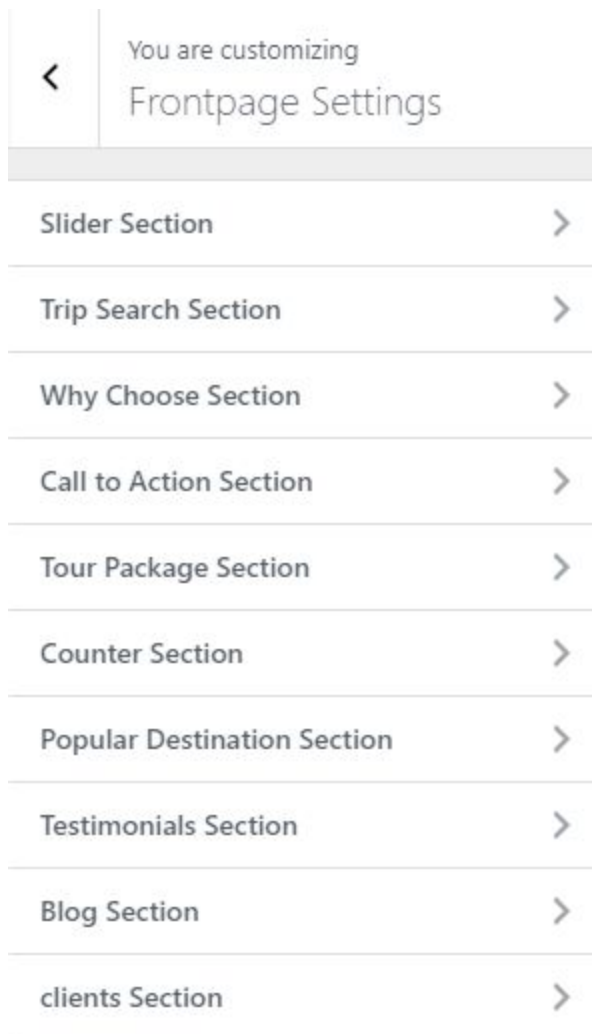 You are customizing
Frontpage Settings
Slider Section
Trip Search Section
Why Choose Section
Call to Action Section
Tour Package Section
Counter Section
Popular Destination Section
Testimonials Section
Blog Section
clients Section